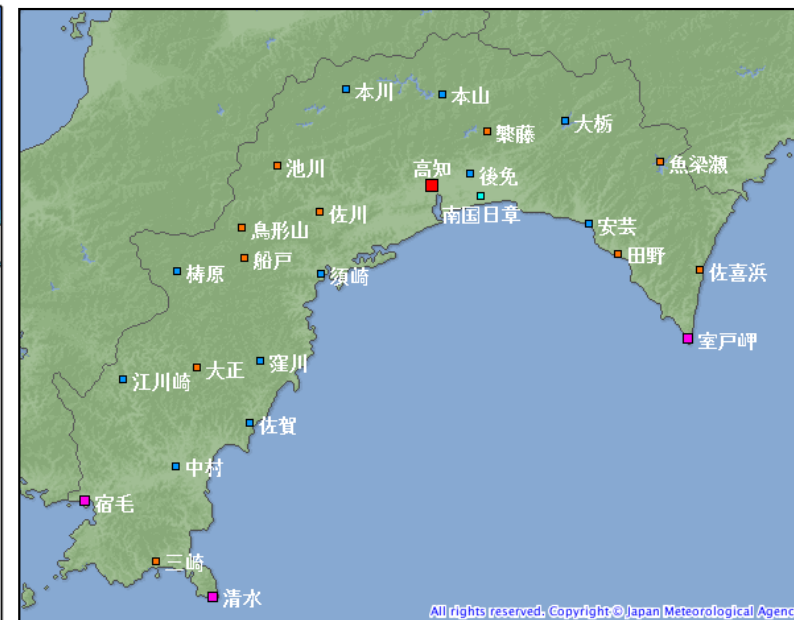 本川
本山
大栃
繁藤
魚梁瀬
池川
高知
後免
佐川
南国日章
鳥形山
安芸
船戸
田野
梼原
須崎
佐喜浜
室戸岬
窪川
大正
江川崎
佐賀
中村
宿毛
三崎
清水
All rights reserved. Copyright © Japan Meteorological Agenc